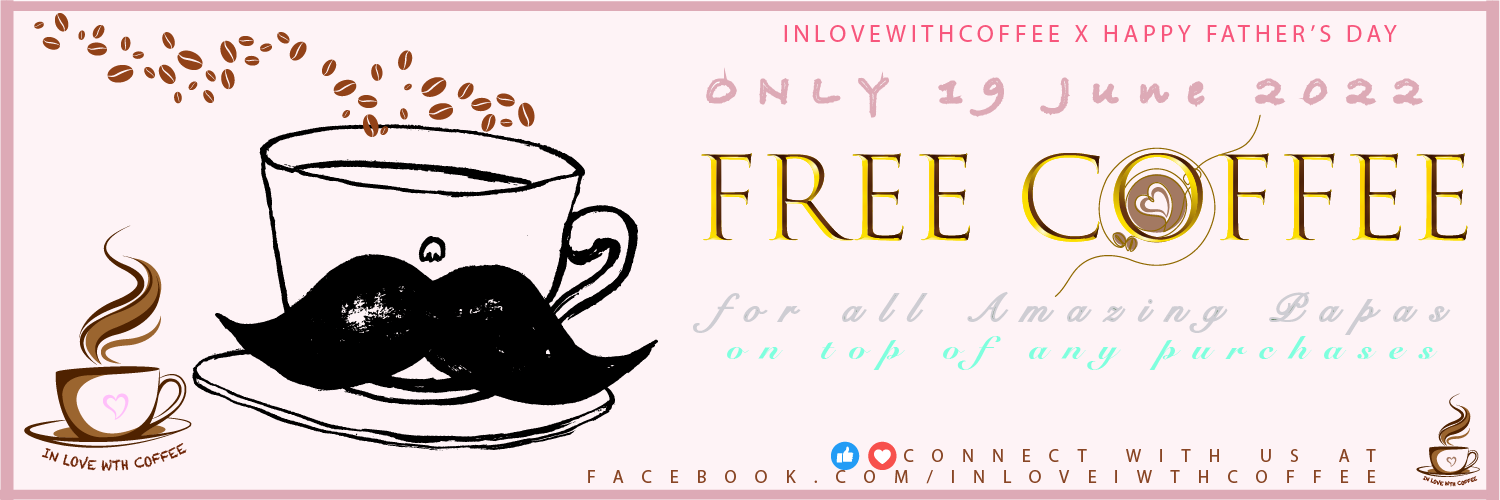 INLOVEWITHCOFFEE X HAPPY FATHER'S DAY
ONLY 19 June 2022
FREE COFFEE
for all Amazing Papas
on top of any purchases
IN LOVE WTH COFFEE
CONNECT WITH US AT
FACEBOOK.COM/INLOVEIWTHCOFFEE
IN LOVE WTH COFFEE